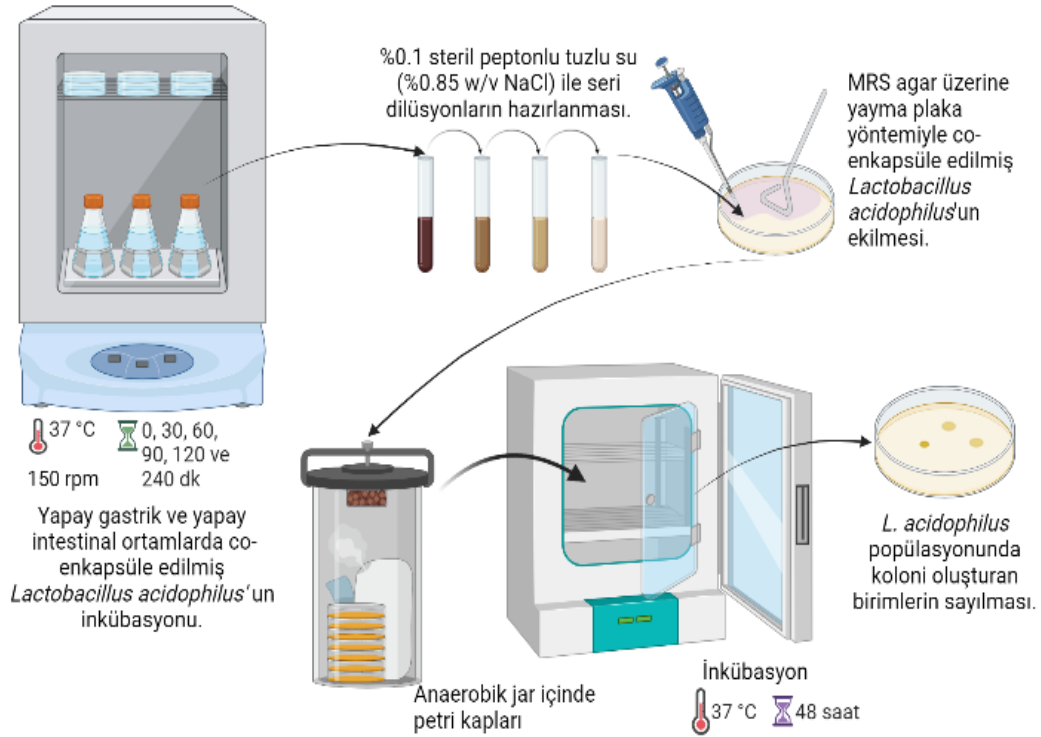 %0.1 steril peptonlu tuzlu su
(%0.85 w/v NaCl) ile seri
dilüsyonların hazırlanması.
MRS agar üzerine
yayma plaka
yöntemiyle co-
enkapsüle edilmiş
Lactobacillus
acidophilus'un
ekilmesi.
37 °C
0, 30, 60,
90, 120 ve
240 dk
150 rpm
Yapay gastrik ve yapay
intestinal ortamlarda co-
enkapsüle edilmiş
Lactobacillus acidophilus'un
inkübasyonu.
Anaerobik jar içinde
petri kapları
İnkübasyon
37 °C
48 saat
L. acidophilus
popülasyonunda
koloni oluşturan
birimlerin sayılması.